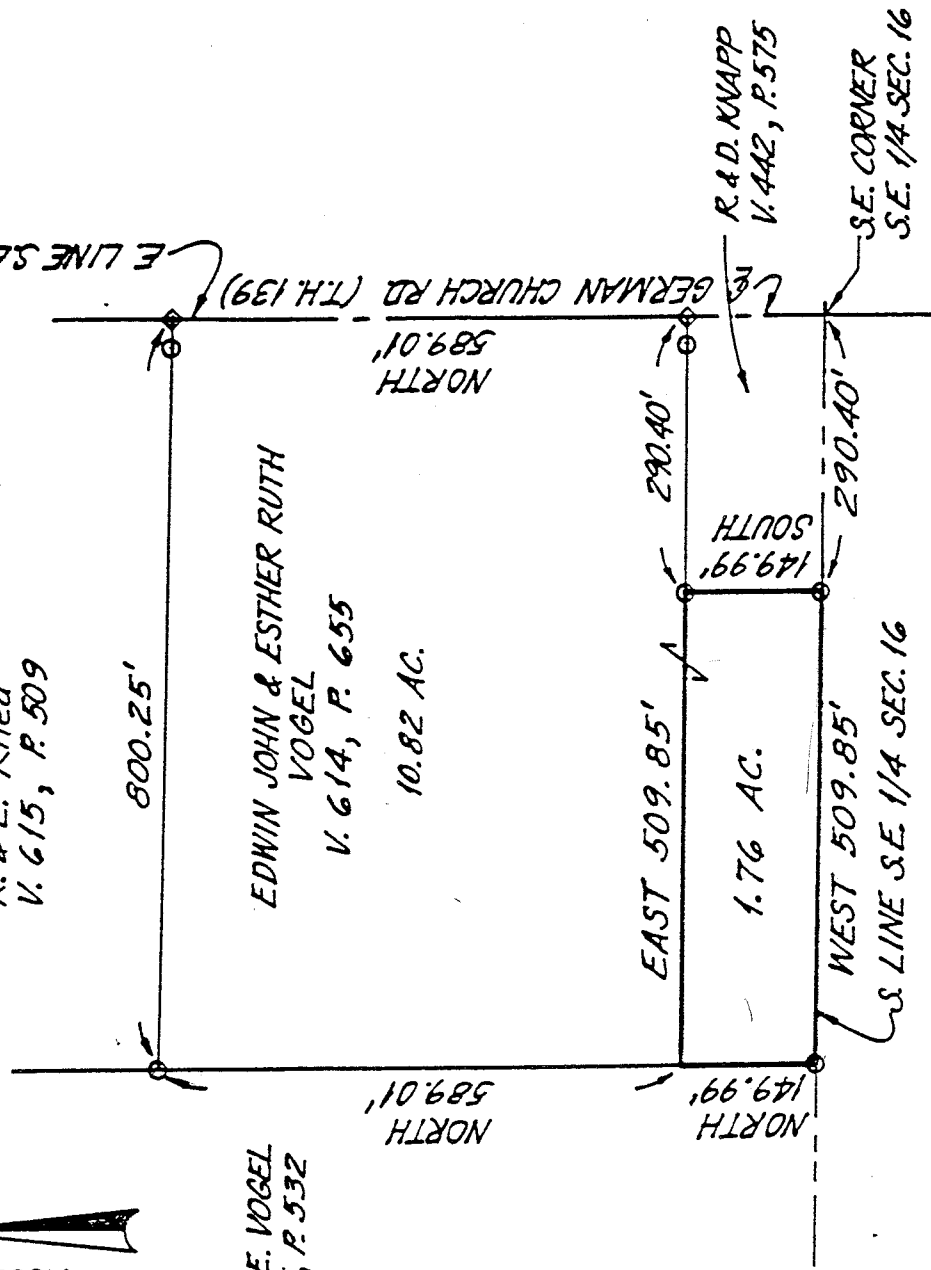 V. 615, P. 509
800.25'
E LINE S.E.
℄ GERMAN CHURCH RD. (T.H. 139)
NORTH
589.01'
EDWIN JOHN & ESTHER RUTH
VOGEL
V. 614, P. 655
10.82 AC.
NORTH
589.01'
E. VOGEL
P. 532
R. & D. KNAPP
V. 442, P. 575
290.40'
EAST 509.85'
SOUTH
149.99'
1.76 AC.
NORTH
149.99'
WEST 509.85'
290.40'
S. LINE S.E. 1/4 SEC. 16
S.E. CORNER
S.E. 1/4 SEC. 16